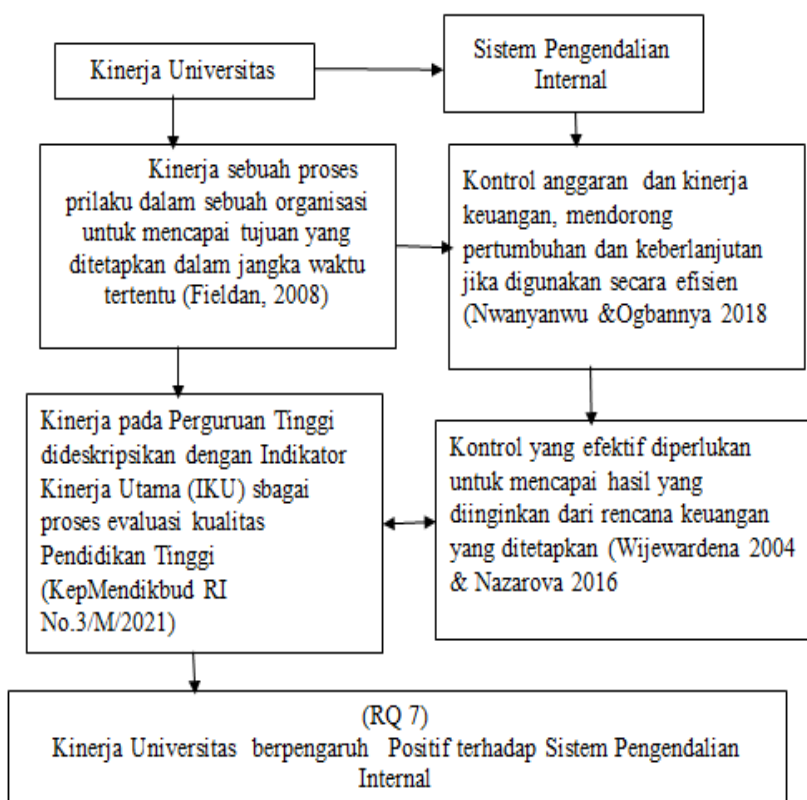 Kinerja Universitas
Sistem Pengendalian
Internal
Kinerja sebuah proses
prilaku dalam sebuah organisasi
untuk mencapai tujuan yang
ditetapkan dalam jangka waktu
tertentu (Fieldan, 2008)
Kontrol anggaran dan kinerja
keuangan, mendorong
pertumbuhan dan keberlanjutan
jika digunakan secara efisien
(Nwanyanwu &Ogbannya 2018
Kinerja pada Perguruan Tinggi
dideskripsikan dengan Indikator
Kinerja Utama (IKU) sbagai
proses evaluasi kualitas
Pendidikan Tinggi
(KepMendikbud RI
No.3/M/2021)
Kontrol yang efektif diperlukan
untuk mencapai hasil yang
diinginkan dari rencana keuangan
yang ditetapkan (Wijewardena 2004
& Nazarova 2016
(RQ 7)
Kinerja Universitas berpengaruh Positif terhadap Sistem Pengendalian
Internal